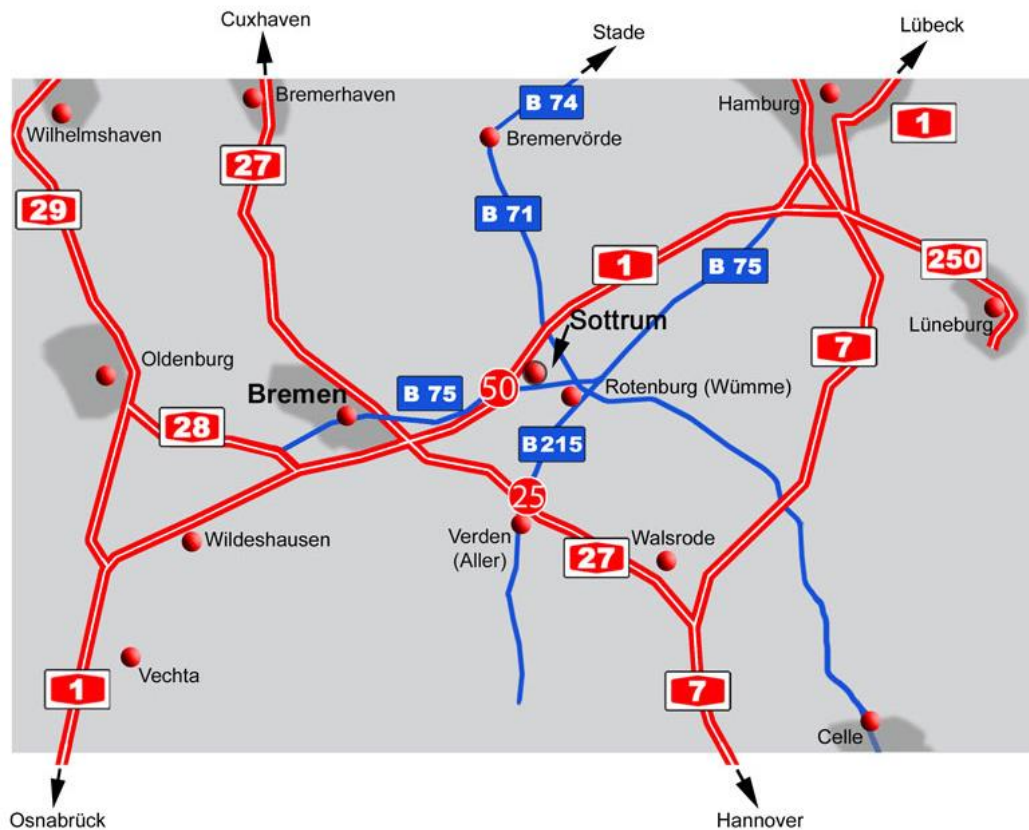 Cuxhaven
Stade
Lübeck
Wilhelmshaven
Bremerhaven
B 74
Hamburg
1
Bremervörde
27
29
B 71
1
B 75
250
Lüneburg
Sottrum
7
Oldenburg
Bremen
B 75
50
Rotenburg (Wümme)
28
B 215
25
Wildeshausen
Verden
(Aller)
27
Walsrode
Vechta
1
7
Celle
Osnabrück
Hannover